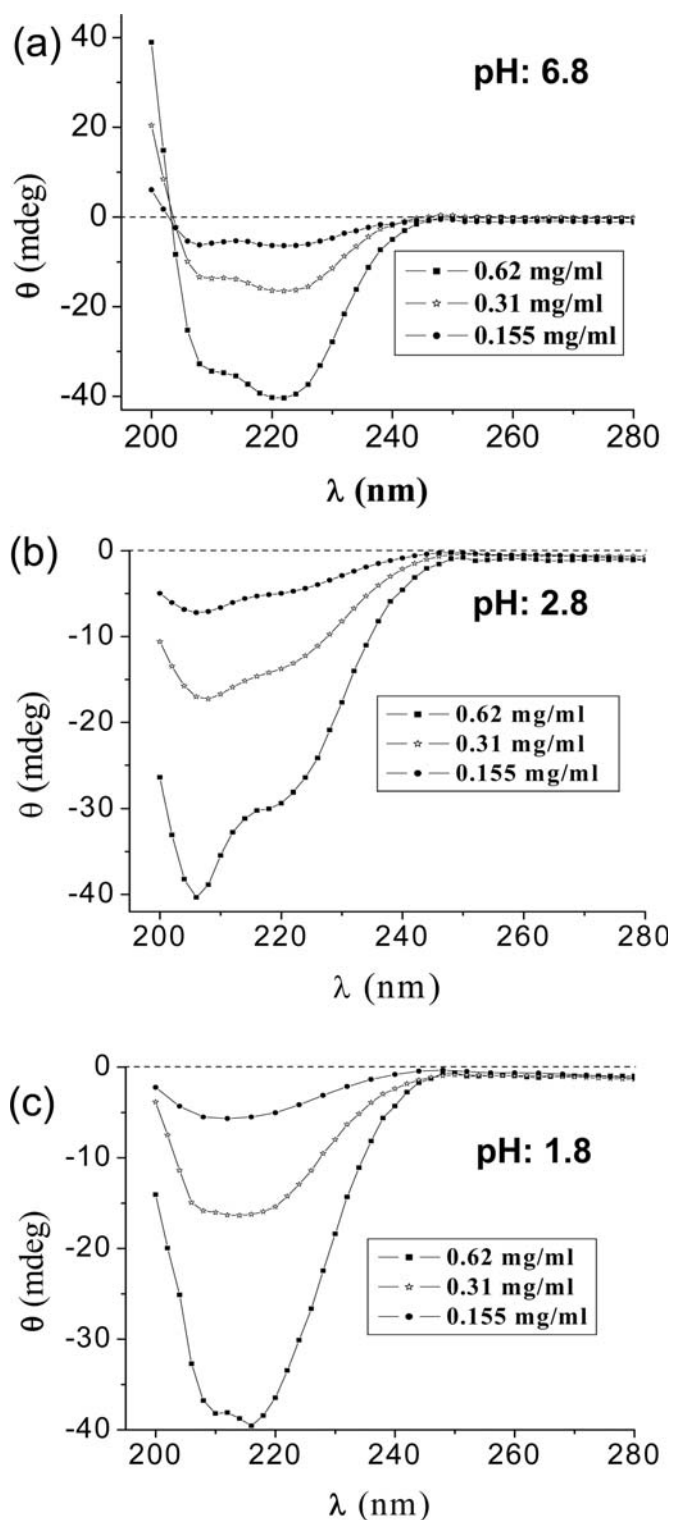 (a)
pH: 6.8
40
20
0
-20
-40
θ (mdeg)
0.62 mg/ml
0.31 mg/ml
0.155 mg/ml
200 220 240 260 280
λ (nm)
(b)
pH: 2.8
0
-10
-20
-30
-40
θ (mdeg)
0.62 mg/ml
0.31 mg/ml
0.155 mg/ml
200 220 240 260 280
λ (nm)
(c)
pH: 1.8
0
-10
-20
-30
-40
θ (mdeg)
0.62 mg/ml
0.31 mg/ml
0.155 mg/ml
200 220 240 260 280
λ (nm)